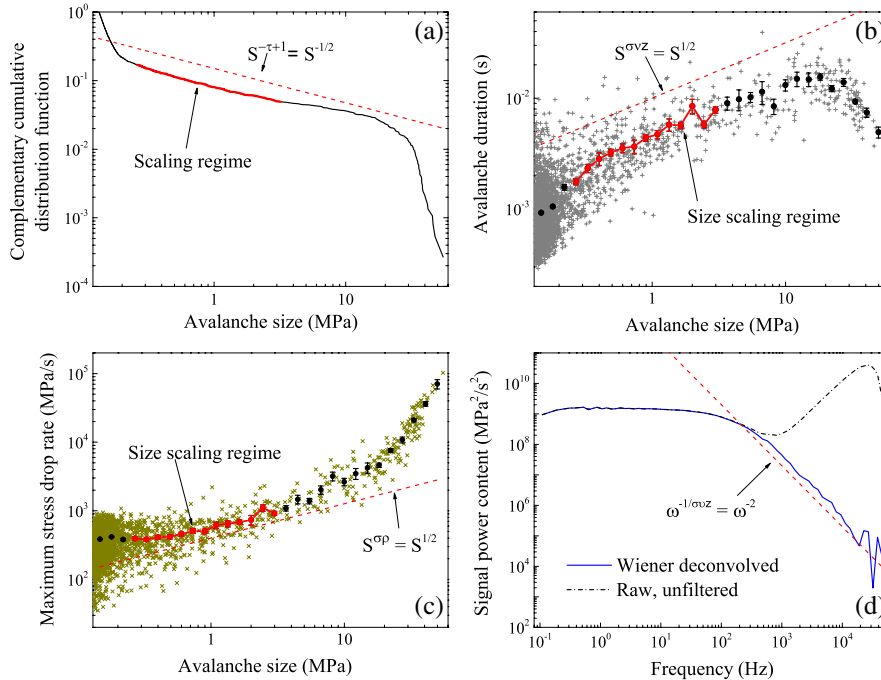 (a)
S^{-τ+1} = S^{-1/2}
Scaling regime
10^0
10^{-1}
10^{-2}
10^{-3}
10^{-4}
1
10
Complementary cumulative
distribution function
Avalanche size (MPa)
(b)
S^{σνz} = S^{1/2}
Size scaling regime
10^{-2}
10^{-3}
1
10
Avalanche duration (s)
Avalanche size (MPa)
(c)
Size scaling regime
S^{σρ} = S^{1/2}
10^5
10^4
10^3
10^2
1
10
Maximum stress drop rate (MPa/s)
Avalanche size (MPa)
(d)
ω^{-1/συz} = ω^{-2}
Wiener deconvolved
Raw, unfiltered
10^{10}
10^8
10^6
10^4
10^2
10^0
10^{-1}
10^0
10^1
10^2
10^3
10^4
Signal power content (MPa^2/s^2)
Frequency (Hz)